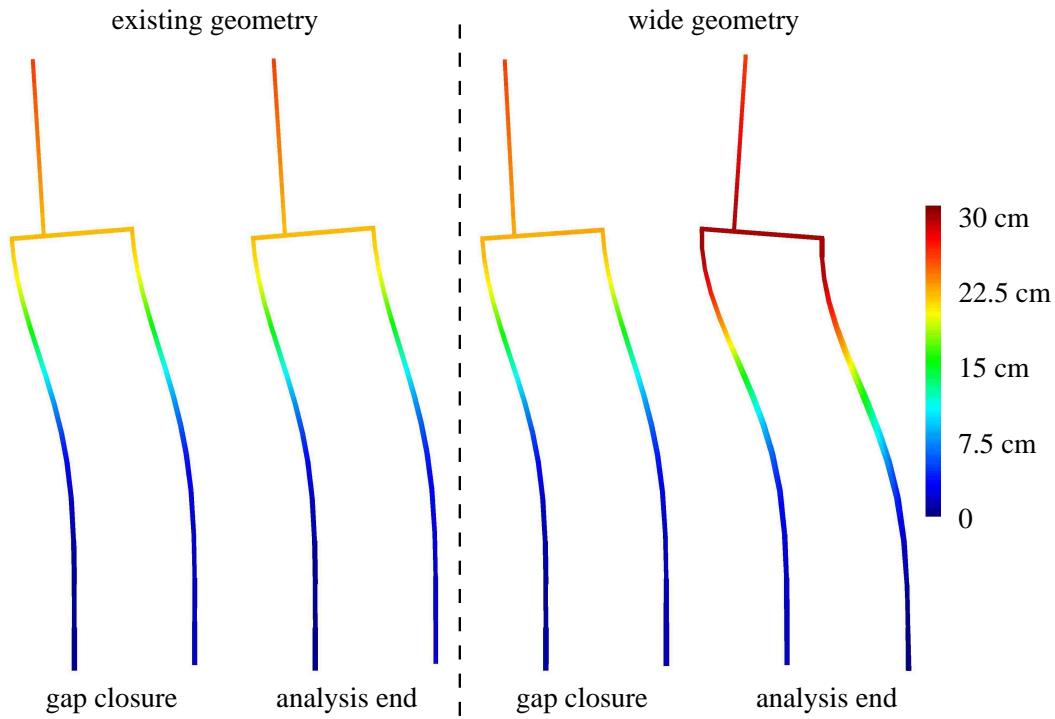 existing geometry
wide geometry
30 cm
22.5 cm
15 cm
7.5 cm
0
gap closure
analysis end
gap closure
analysis end